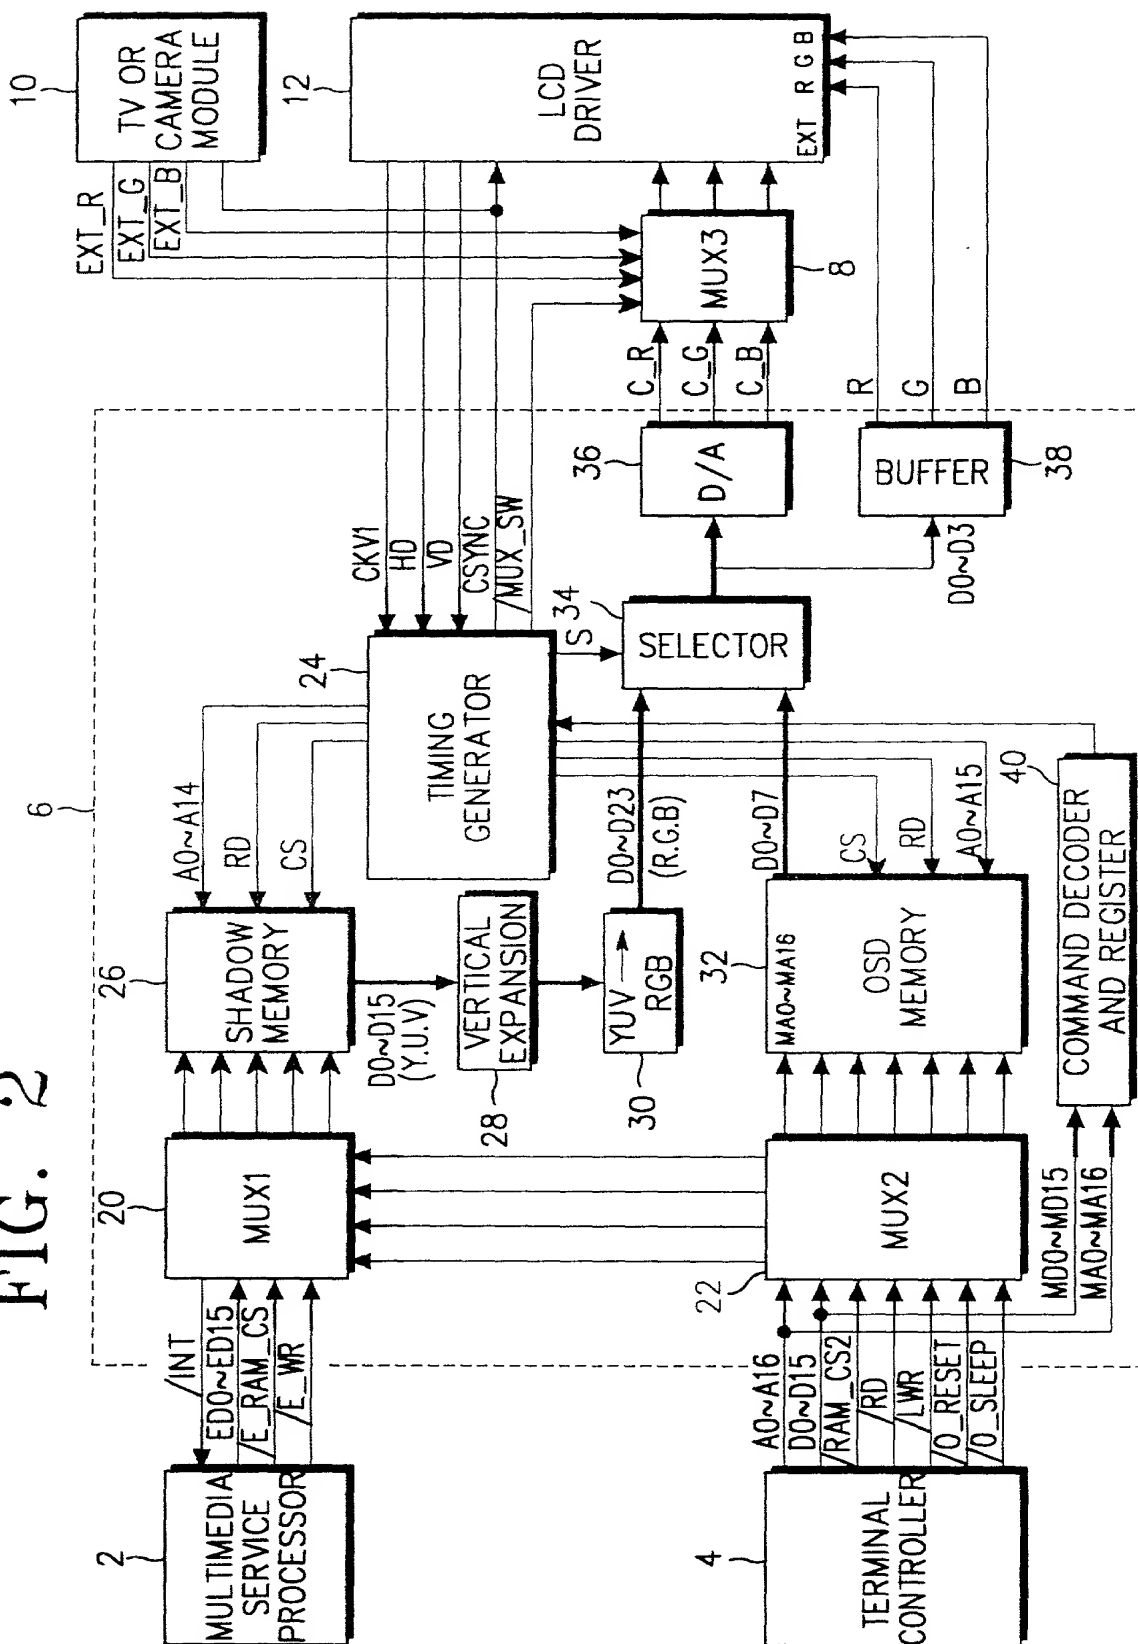 FIG. 2
2
MULTIMEDIA
SERVICE
PROCESSOR
/INT
ED0~ED15
/E_RAM_CS
/E_WR
20
MUX1
26
SHADOW
MEMORY
A0~A14
RD
CS
D0~D15
(Y.U.V)
28
VERTICAL
EXPANSION
30
YUV
RGB
D0~D23
(R.G.B)
6
24
TIMING
GENERATOR
CKV1
HD
VD
CSYNC
/MUX_SW
S
34
SELECTOR
36
D/A
C_R
C_G
C_B
8
MUX3
10
TV OR
CAMERA
MODULE
EXT_R
EXT_G
EXT_B
12
LCD
DRIVER
EXT R G B
4
TERMINAL
CONTROLLER
A0~A16
D0~D15
/RAM_CS2
/RD
/LWR
/O_RESET
/O_SLEEP
22
MUX2
32
MA0~MA16
OSD
MEMORY
D0~D7
CS
RD
A0~A15
MD0~MD15
MA0~MA16
40
COMMAND DECODER
AND REGISTER
D0~D3
38
BUFFER
R
G
B